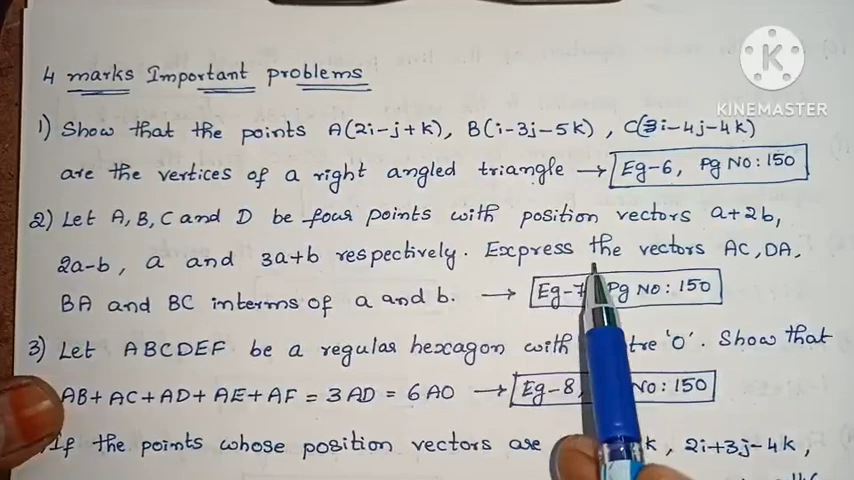 4 marks Important problems
K
KINEMASTER
1) Show that the points A(2i-j+k), B(i-3j-5k), C(3i-4j-4k)
are the vertices of a right angled triangle → Eg-6, Pg No: 150
2) Let A, B, C and D be four points with position vectors a+2b,
2a-b, a and 3a+b respectively. Express the vectors AC, DA,
BA and BC interms of a and b. → Eg-7 Pg No: 150
3) Let ABCDEF be a regular hexagon with 'O'. Show that
AB+AC+AD+AE+AF = 3AD = 6AO → Eg-8, No: 150
If the points whose position vectors are k, 2i+3j-4k,